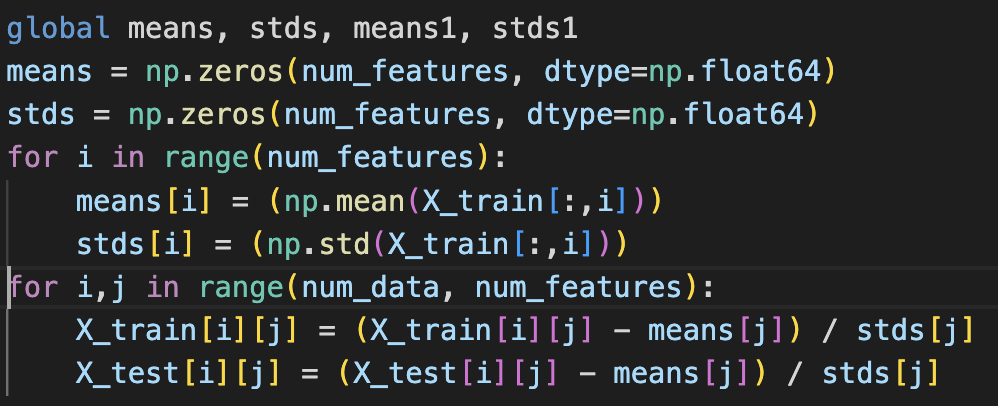 global means, stds, means1, stds1
means = np.zeros(num_features, dtype=np.float64)
stds = np.zeros(num_features, dtype=np.float64)
for i in range(num_features):
    means[i] = (np.mean(X_train[:,i]))
    stds[i] = (np.std(X_train[:,i]))
for i,j in range(num_data, num_features):
    X_train[i][j] = (X_train[i][j] - means[j]) / stds[j]
    X_test[i][j] = (X_test[i][j] - means[j]) / stds[j]